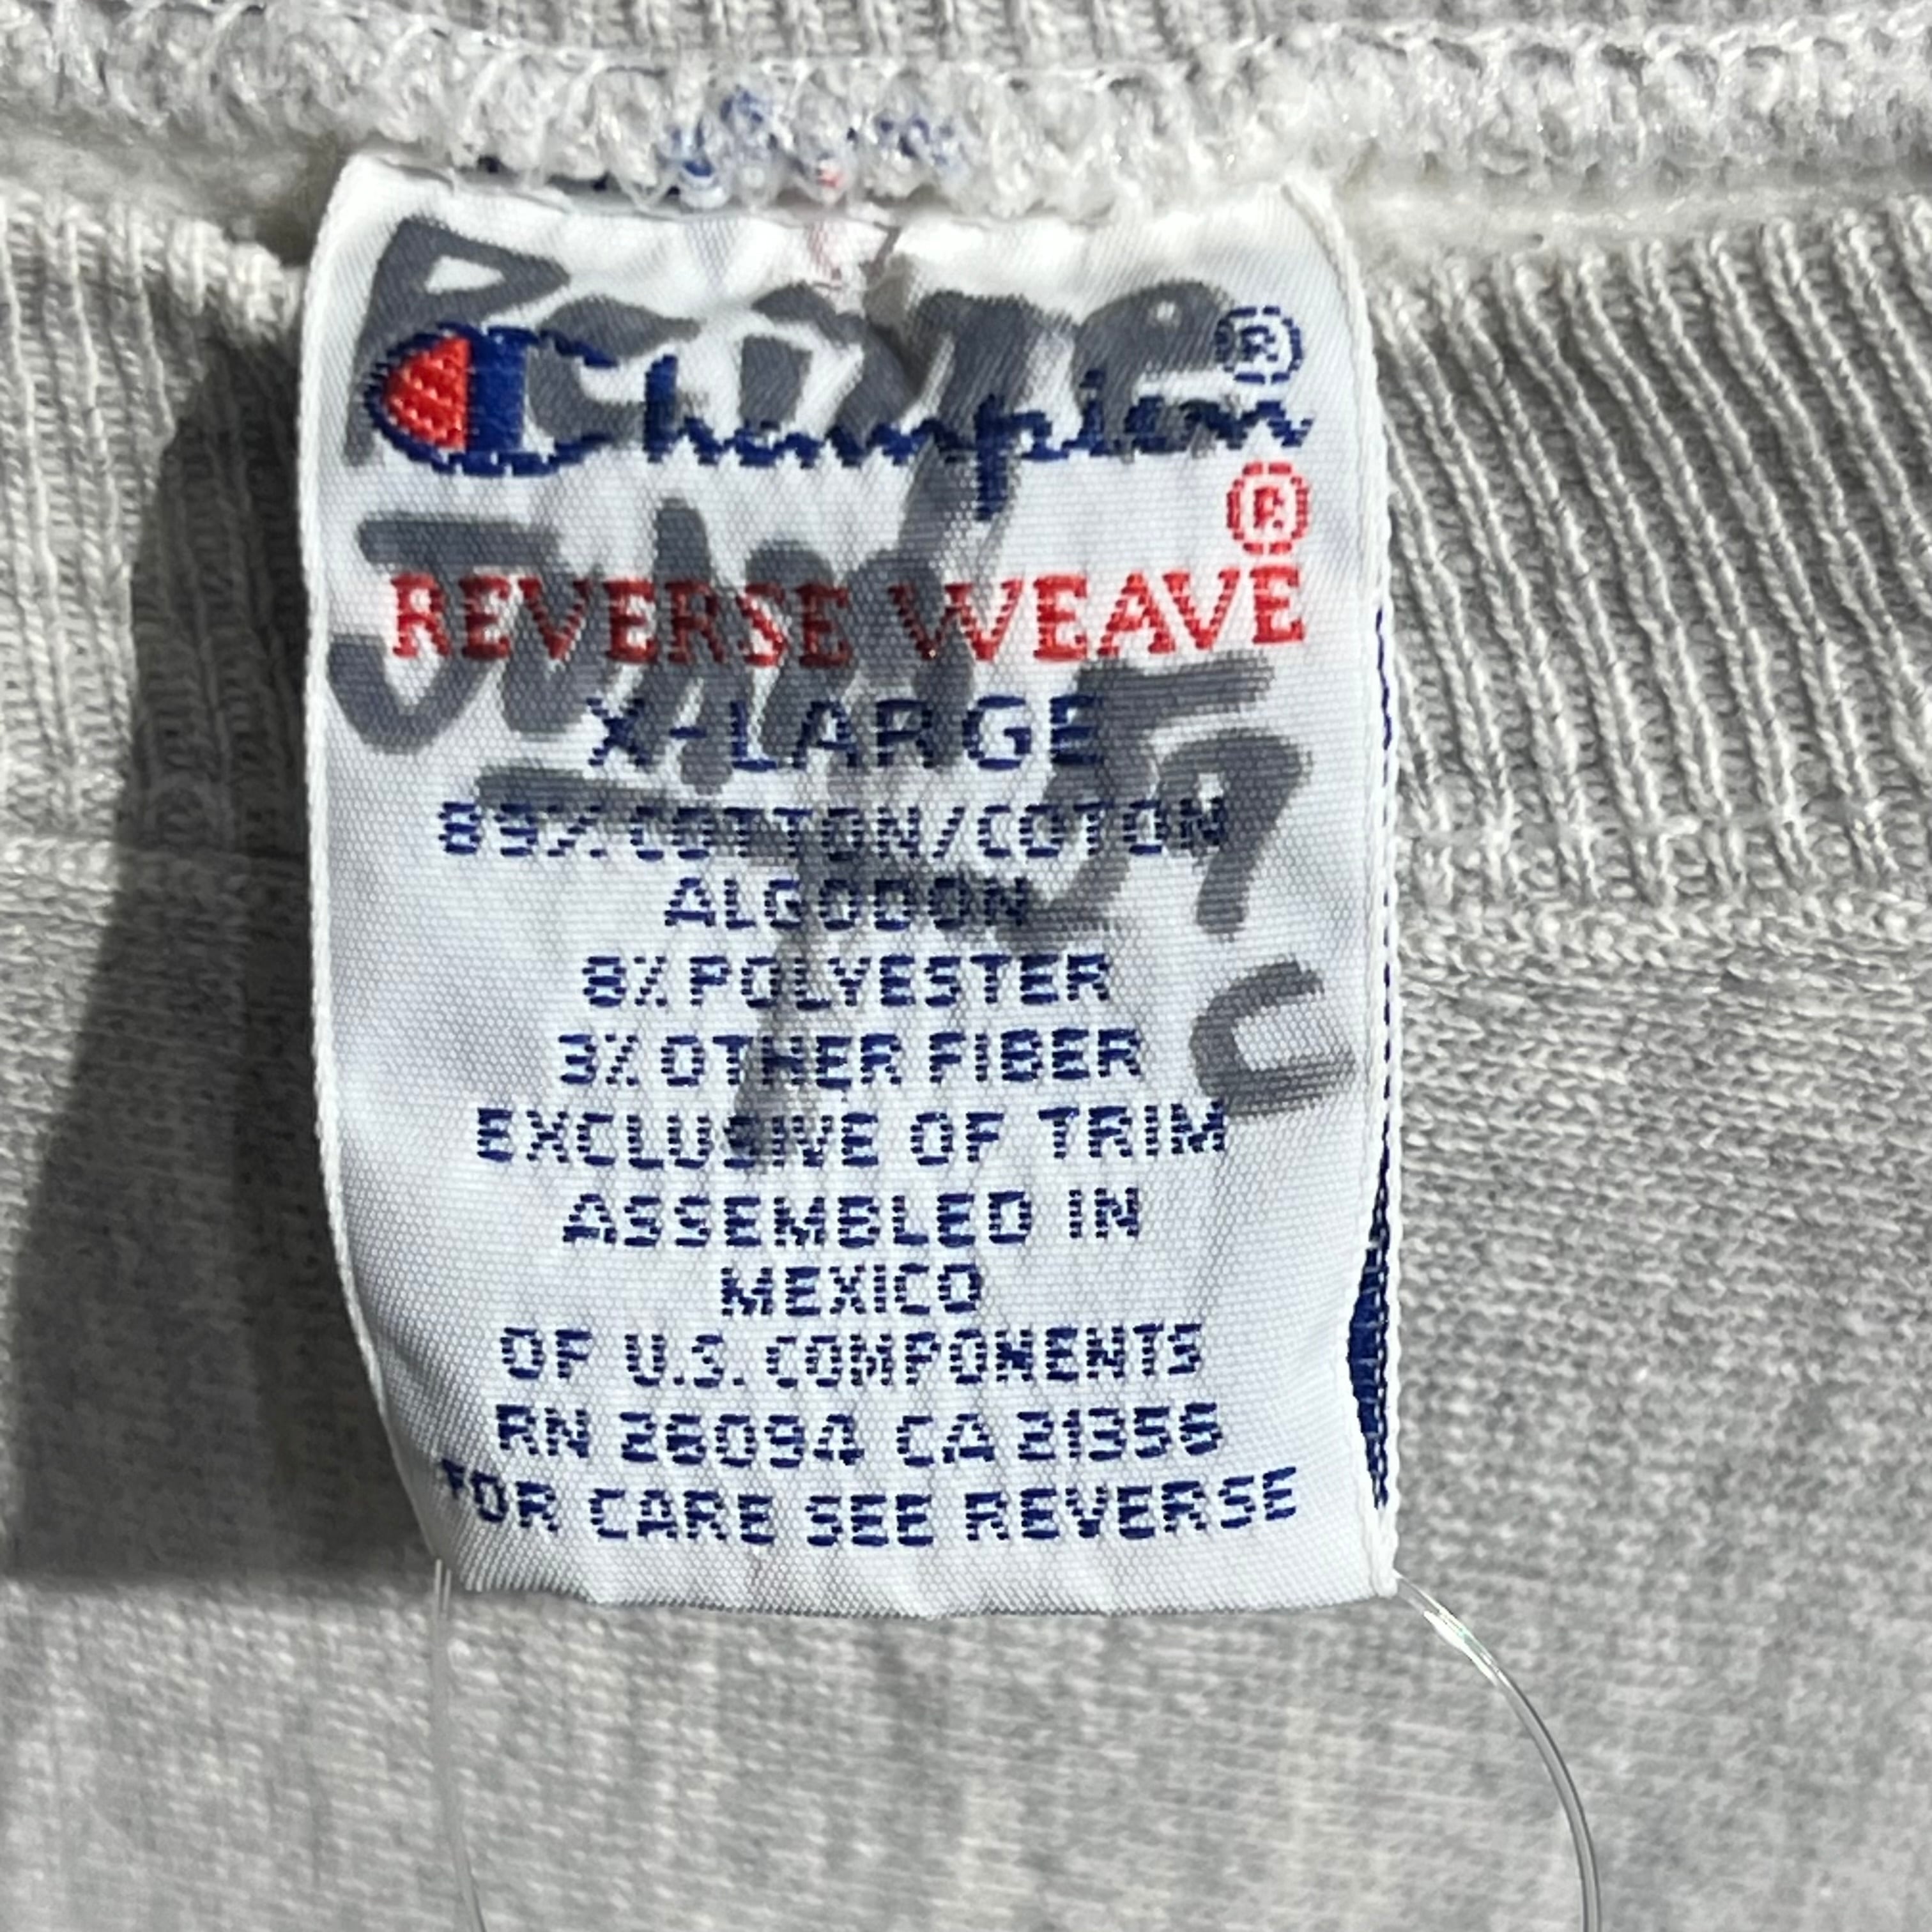 Champion®
®
REVERSE WEAVE
X-LARGE
89% COTTON/COTON
ALGODON
8% POLYESTER
3% OTHER FIBER
EXCLUSIVE OF TRIM
ASSEMBLED IN
MEXICO
OF U.S. COMPONENTS
RN 26094 CA 21358
FOR CARE SEE REVERSE